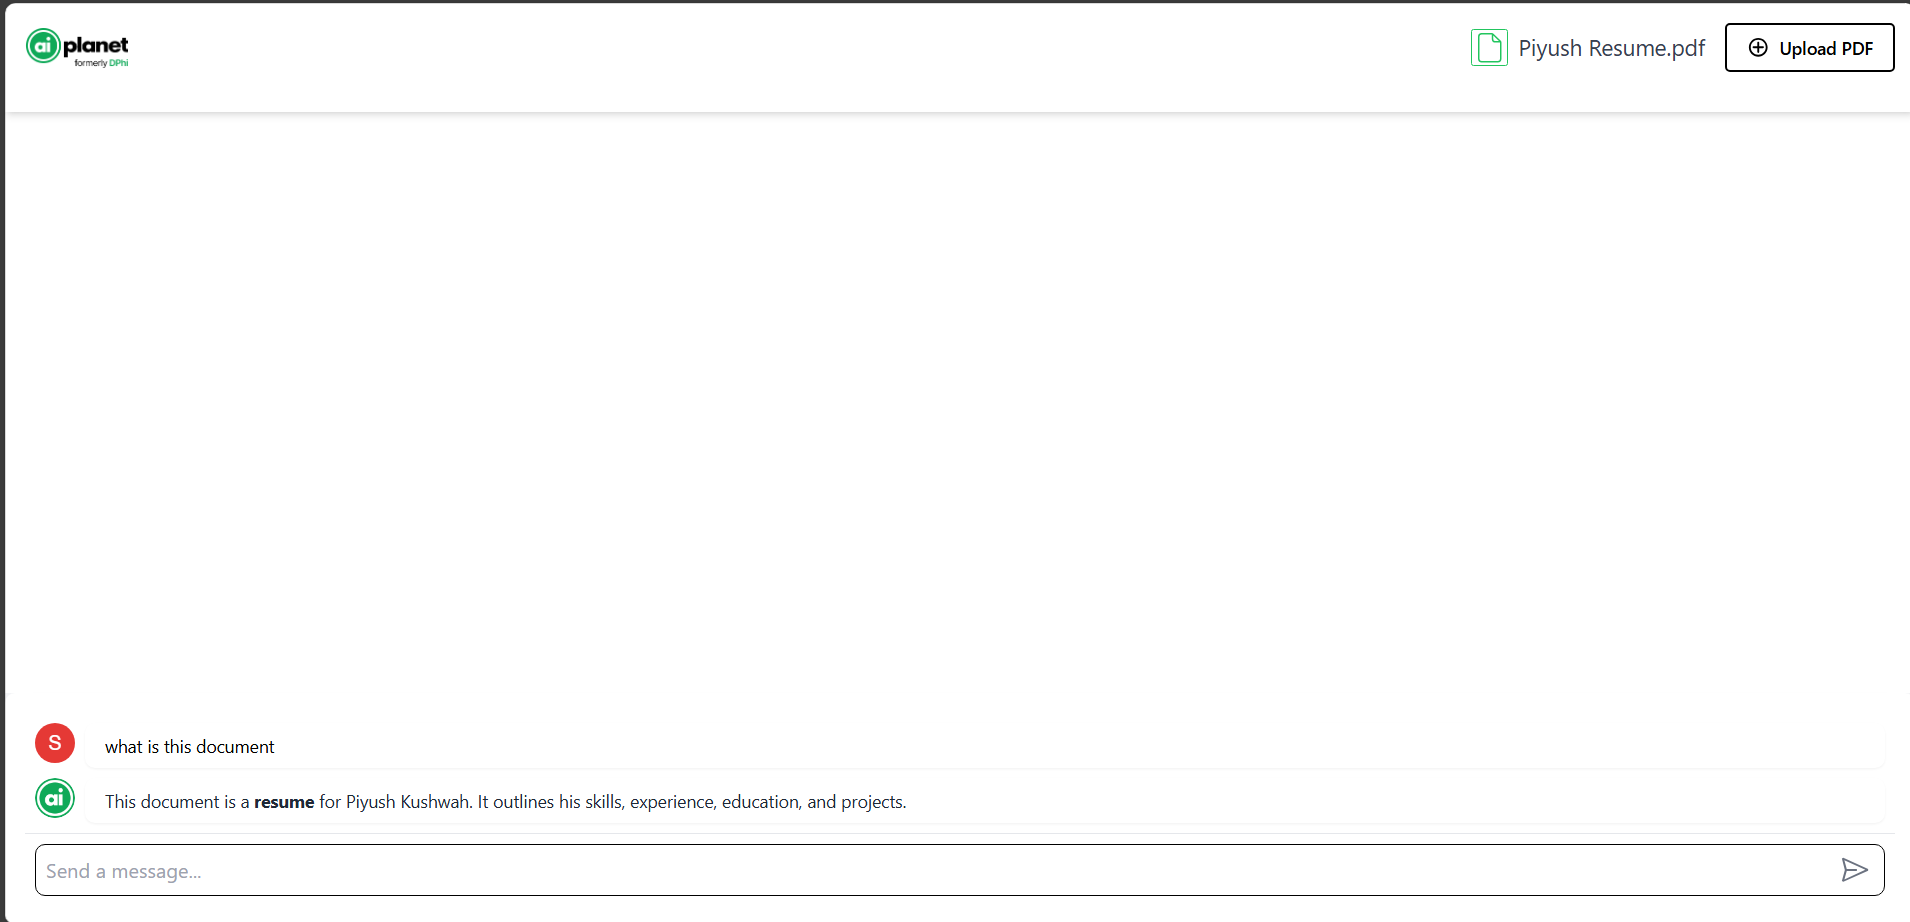 ai planet
formerly DPhi
Piyush Resume.pdf
Upload PDF
S
what is this document
ai
This document is a resume for Piyush Kushwah. It outlines his skills, experience, education, and projects.
Send a message...